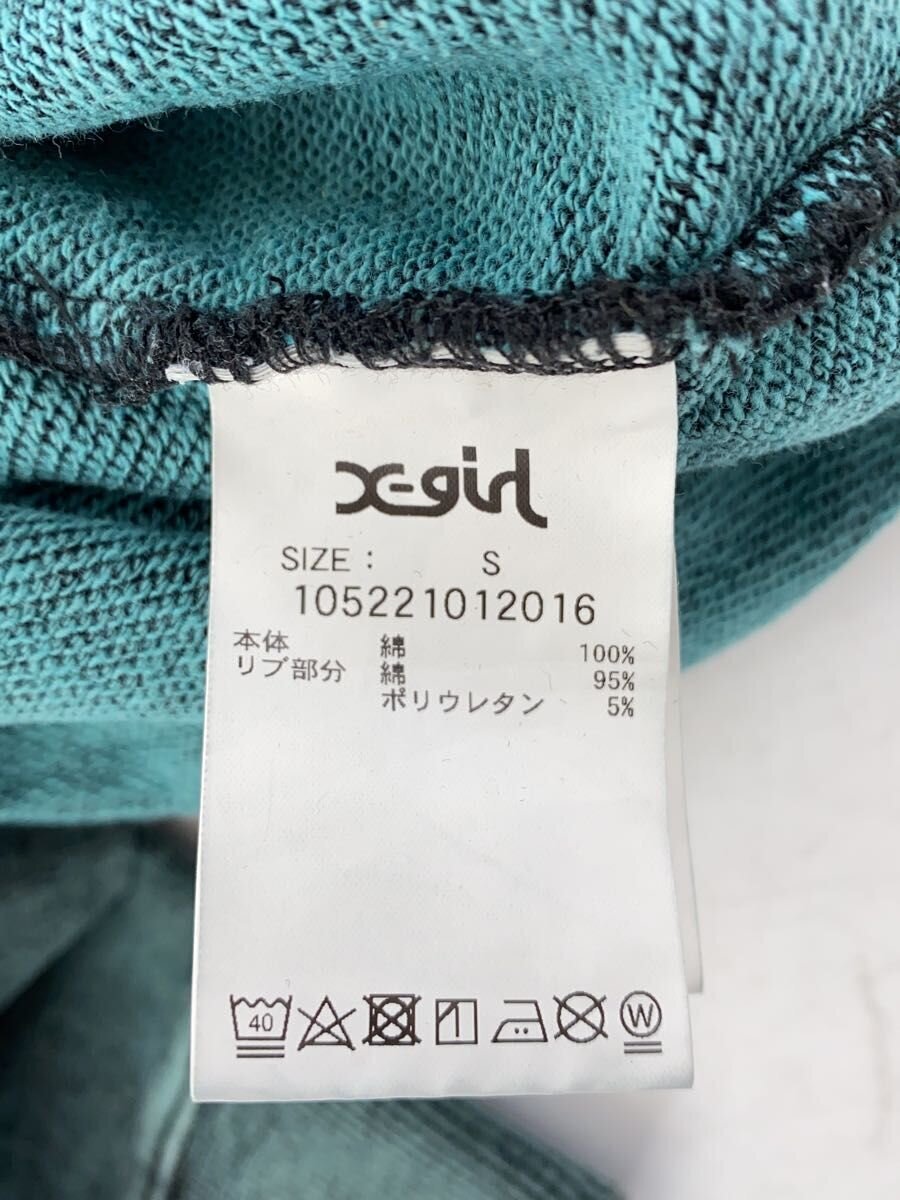 X-girl
SIZE: S
105221012016
本体 綿 100%
リブ部分 綿 95%
ポリウレタン 5%
40
W